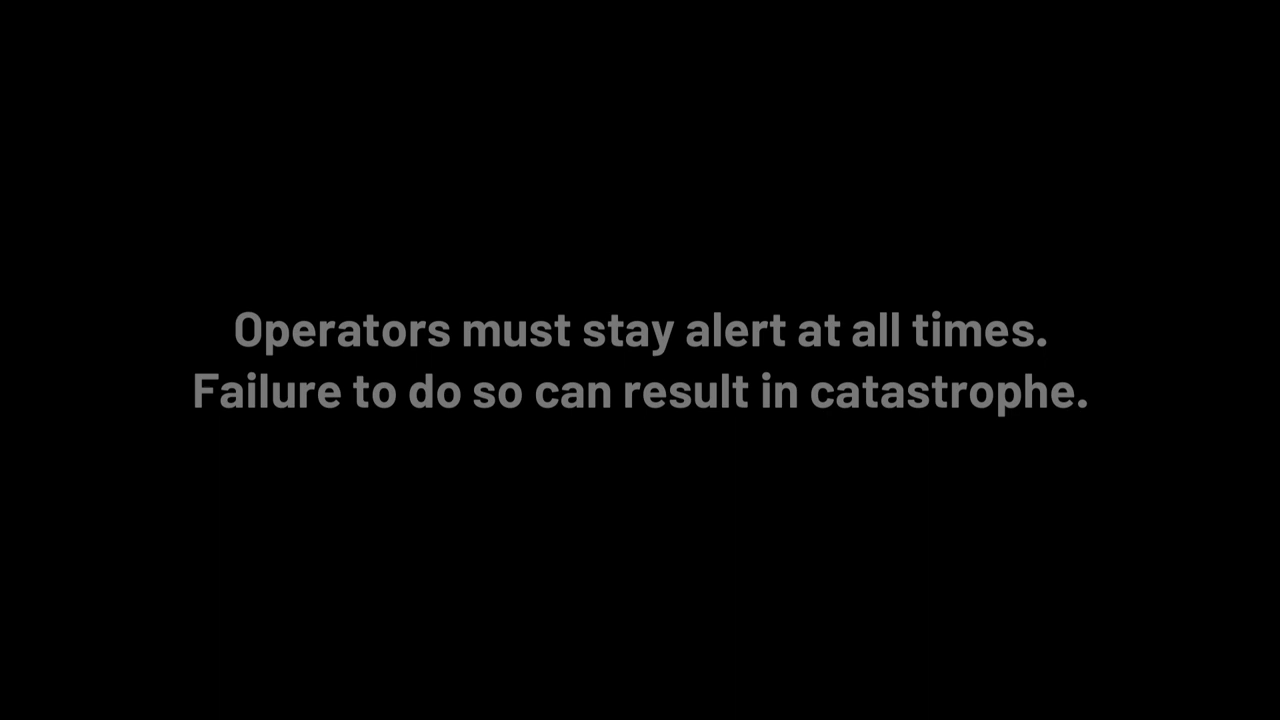 Operators must stay alert at all times.
Failure to do so can result in catastrophe.